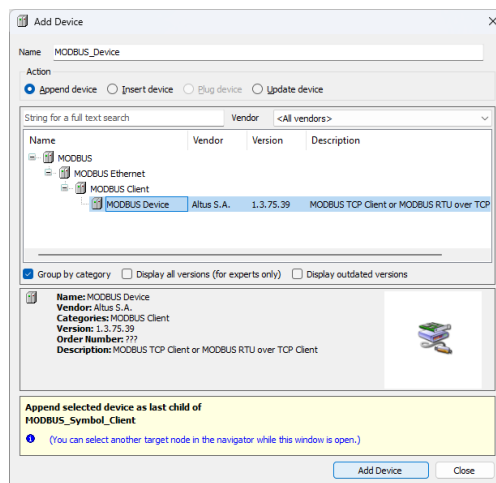 Add Device
Name MODBUS_Device
Action
Append device Insert device Plug device Update device
String for a full text search Vendor <All vendors>
Name Vendor Version Description
MODBUS
MODBUS Ethernet
MODBUS Client
MODBUS Device Altus S.A. 1.3.75.39 MODBUS TCP Client or MODBUS RTU over TCP
Group by category Display all versions (for experts only) Display outdated versions
Name: MODBUS Device
Vendor: Altus S.A.
Categories: MODBUS Client
Version: 1.3.75.39
Order Number: ???
Description: MODBUS TCP Client or MODBUS RTU over TCP Client
Append selected device as last child of
MODBUS_Symbol_Client
(You can select another target node in the navigator while this window is open.)
Add Device Close